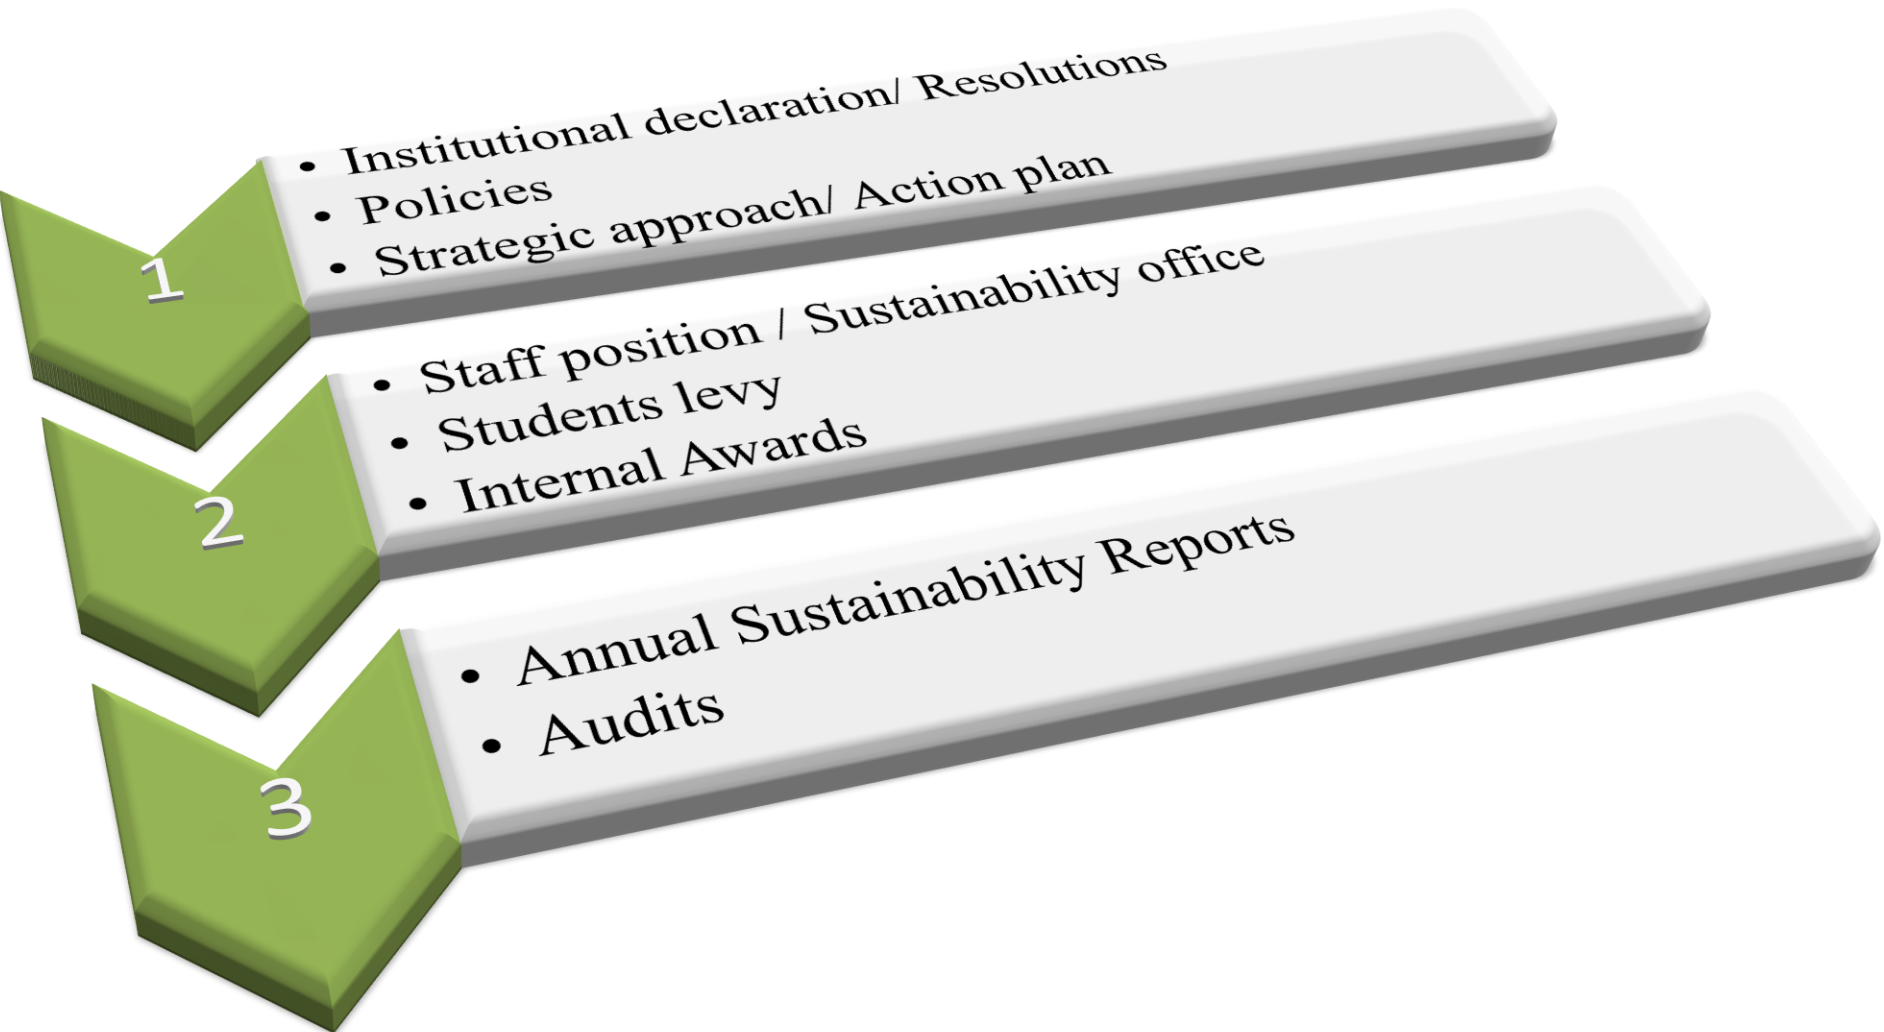 1
• Institutional declaration/ Resolutions
• Policies
• Strategic approach/ Action plan
2
• Staff position / Sustainability office
• Students levy
• Internal Awards
3
• Annual Sustainability Reports
• Audits